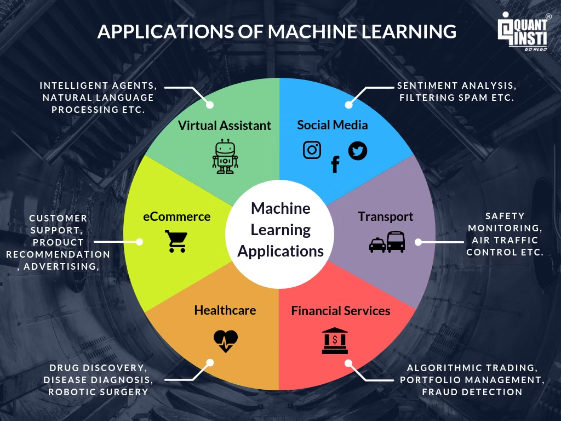 APPLICATIONS OF MACHINE LEARNING
QUANT
INSTI
INTELLIGENT AGENTS,
NATURAL LANGUAGE
PROCESSING ETC.
SENTIMENT ANALYSIS,
FILTERING SPAM ETC.
Virtual Assistant
Social Media
eCommerce
Machine
Learning
Applications
Transport
CUSTOMER
SUPPORT,
PRODUCT
RECOMMENDATION
, ADVERTISING,
SAFETY
MONITORING,
AIR TRAFFIC
CONTROL ETC.
Healthcare
Financial Services
$
DRUG DISCOVERY,
DISEASE DIAGNOSIS,
ROBOTIC SURGERY
ALGORITHMIC TRADING,
PORTFOLIO MANAGEMENT,
FRAUD DETECTION